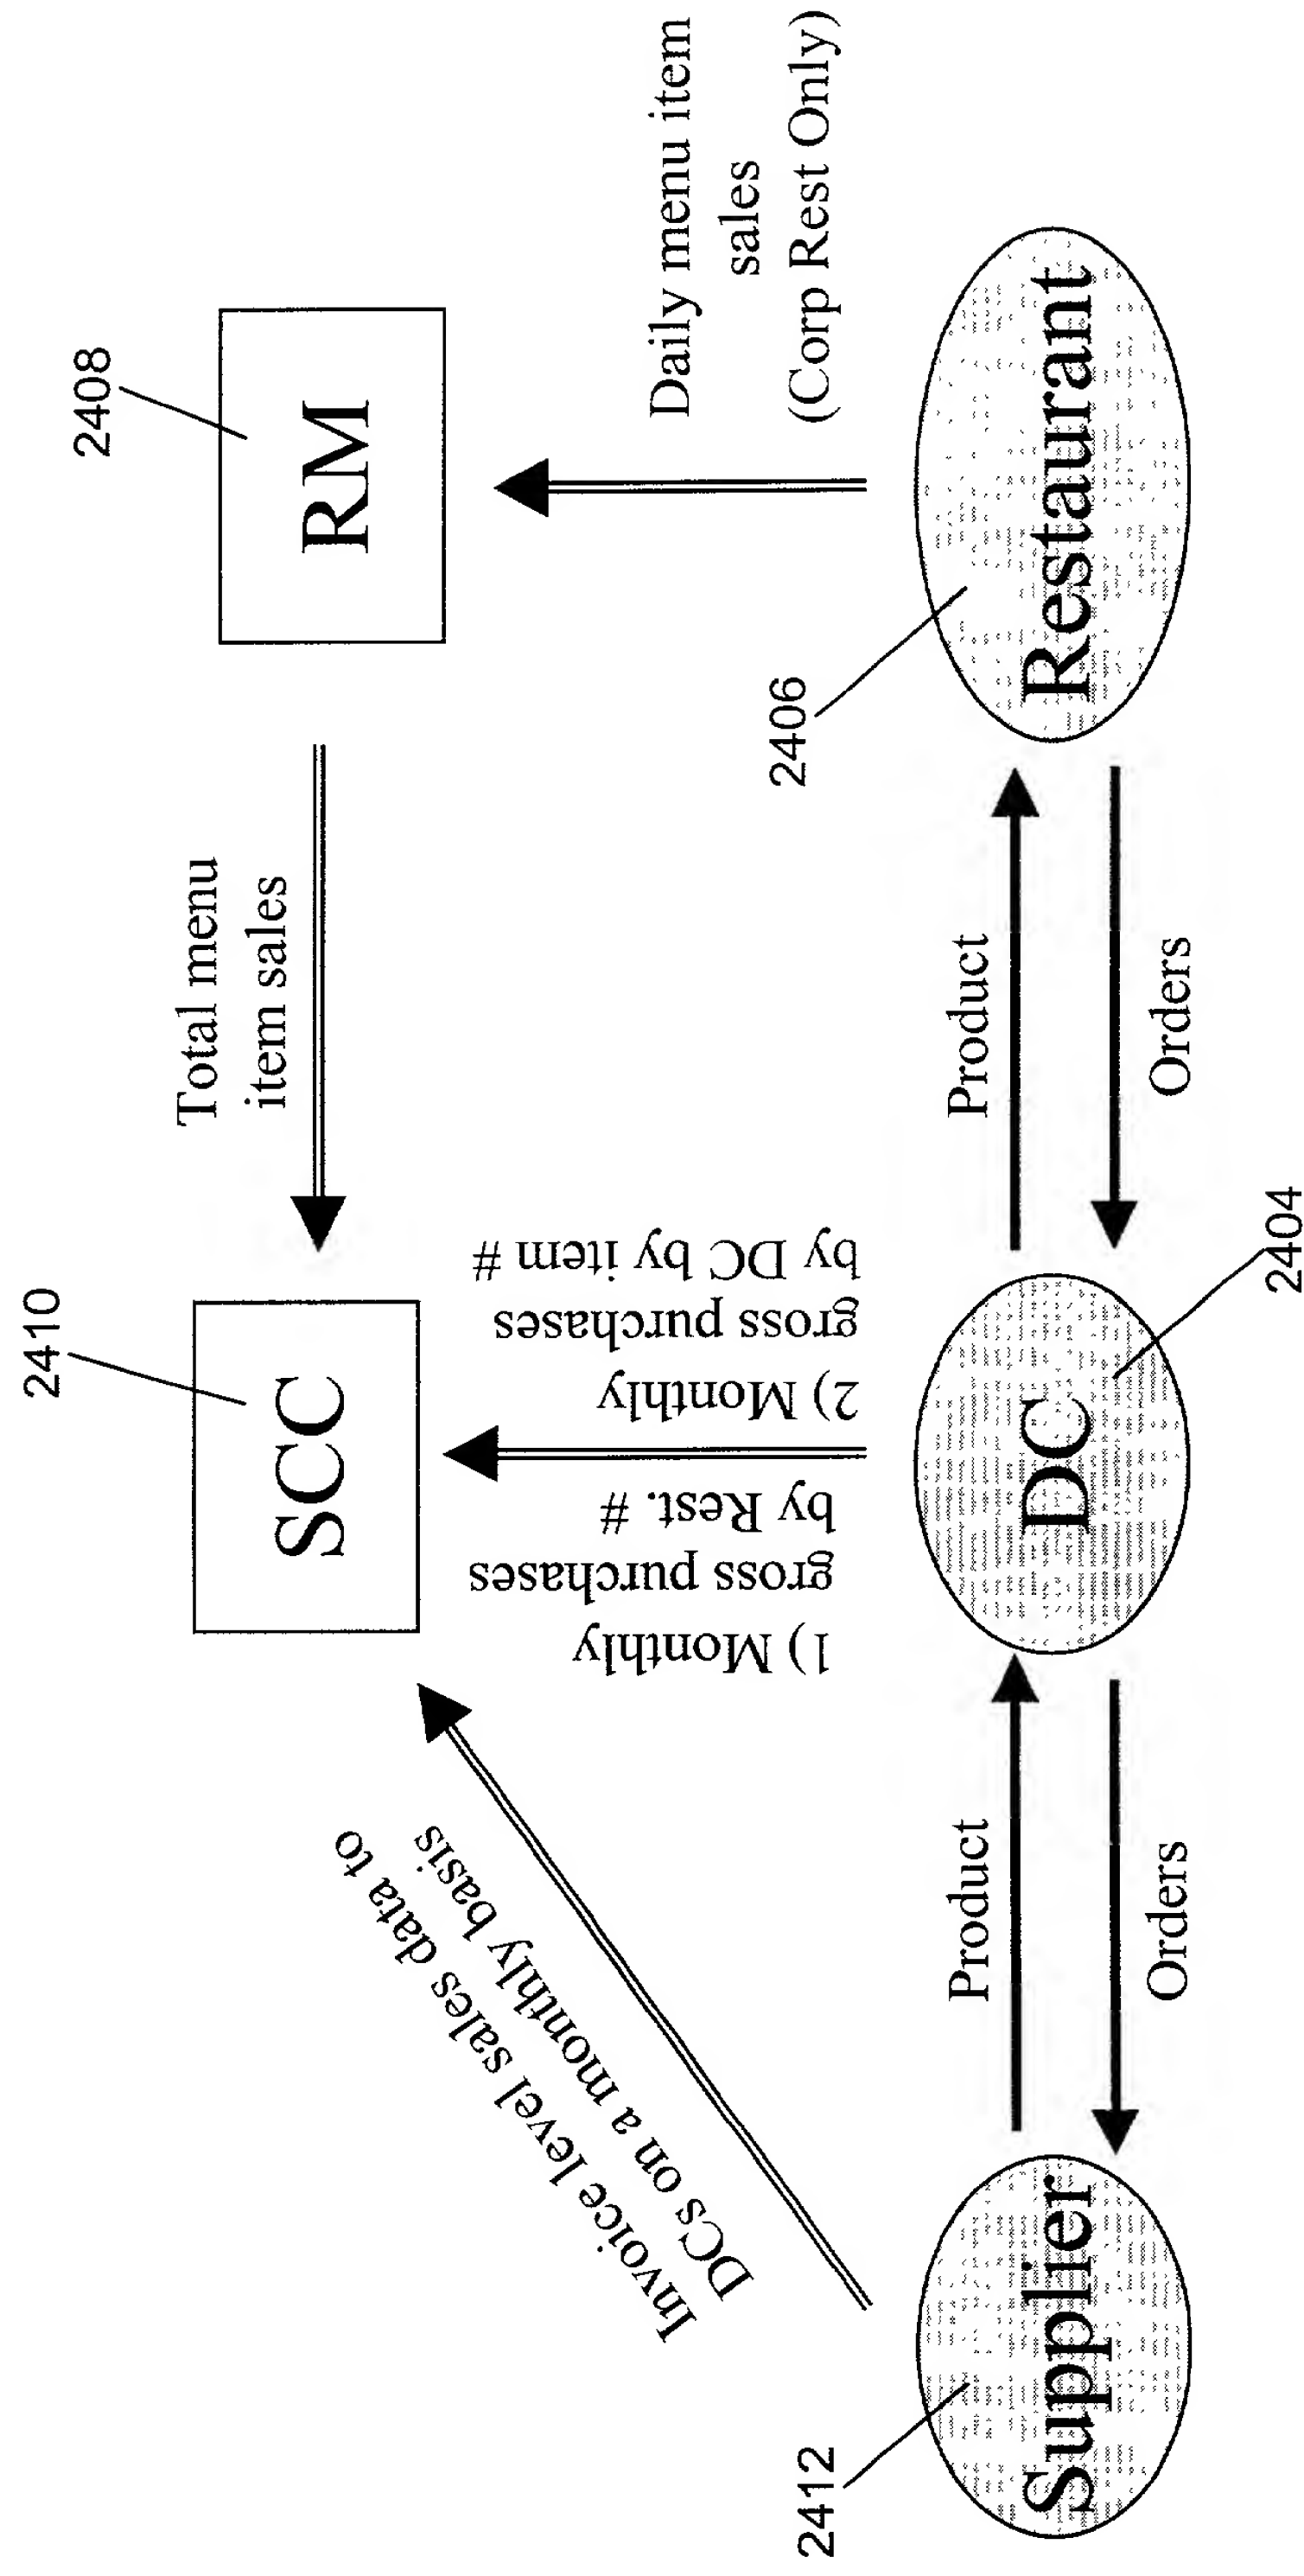 2410
SCC
Total menu
item sales
2408
RM
Invoice level sales data to
DCs on a monthly basis
1) Monthly
gross purchases
by Rest. #
2) Monthly
gross purchases
by DC by item #
Daily menu item
sales
(Corp Rest Only)
2412
Supplier
Product
Orders
DC
2404
Product
Orders
2406
Restaurant